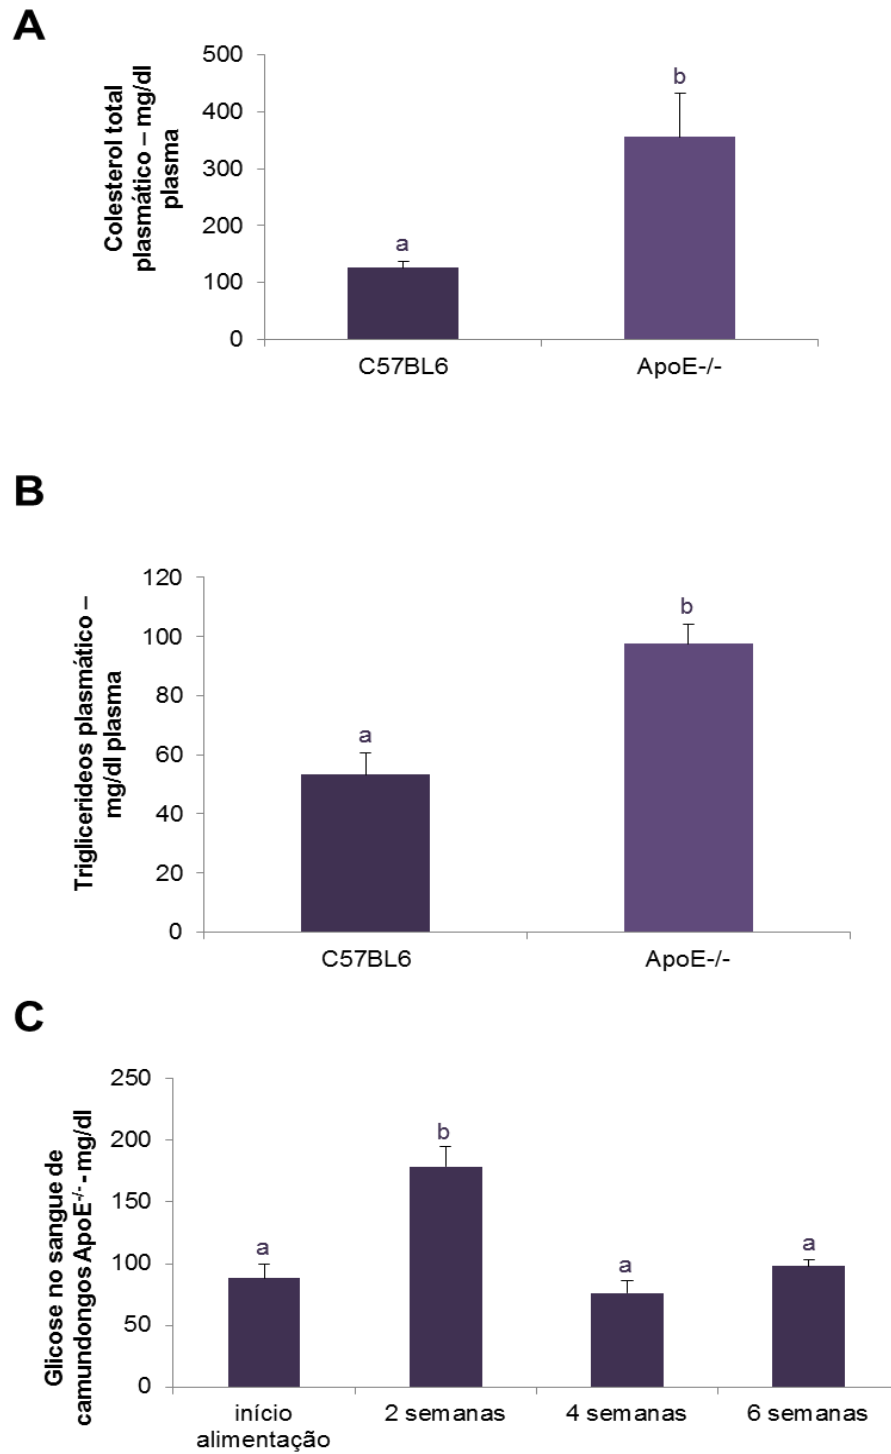 A
Colesterol total
plasmático – mg/dl
plasma
500
400
300
200
100
0
a
b
C57BL6
ApoE-/-
B
Triglicerideos plasmático –
mg/dl plasma
120
100
80
60
40
20
0
a
b
C57BL6
ApoE-/-
C
Glicose no sangue de
camundongos ApoE-/- - mg/dl
250
200
150
100
50
0
a
b
a
a
início
alimentação
2 semanas
4 semanas
6 semanas